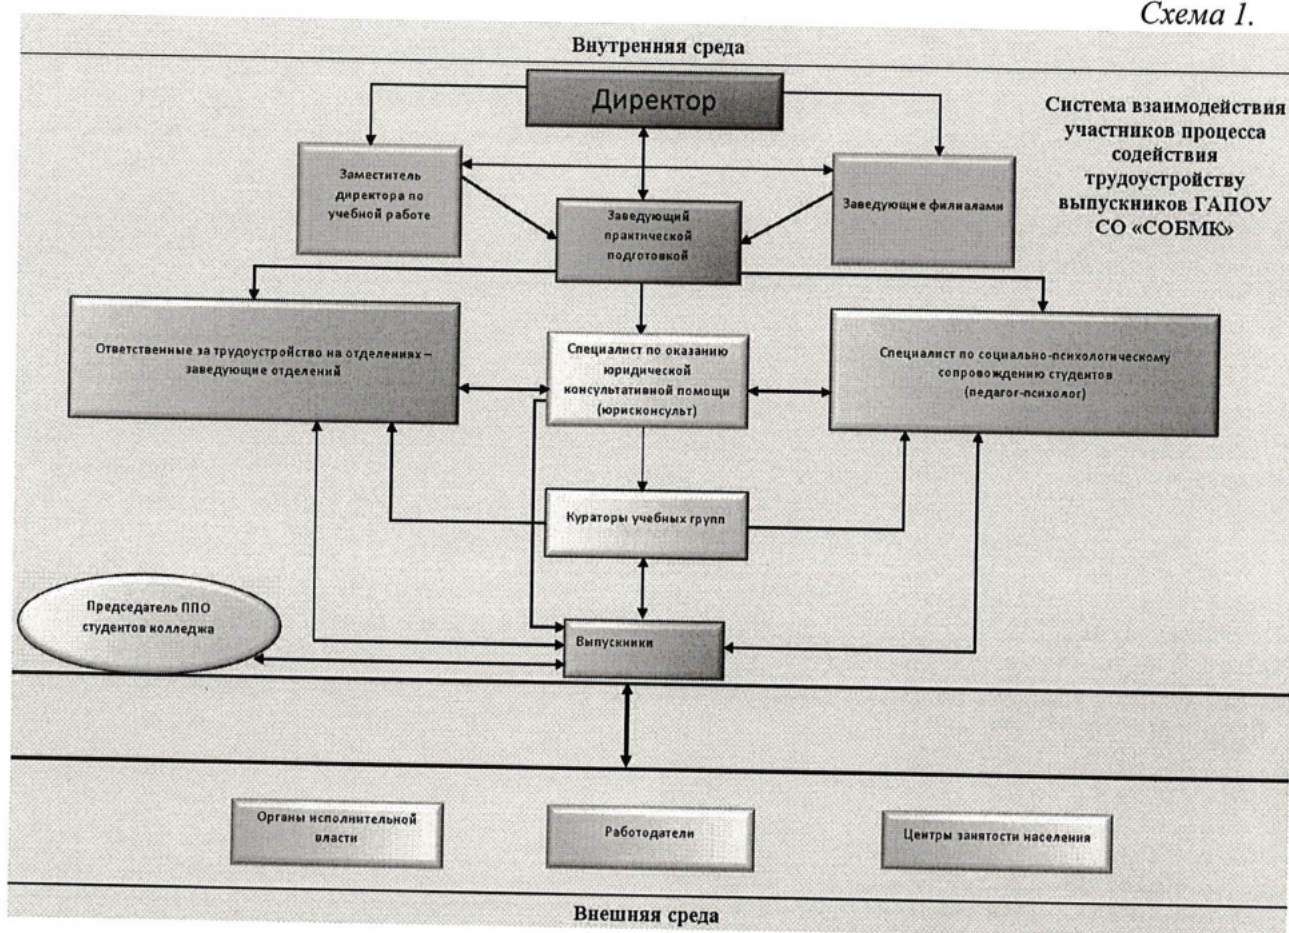 Схема 1.
Внутренняя среда
Директор
Система взаимодействия
участников процесса
содействия
трудоустройству
выпускников ГАПОУ
СО «СОБМК»
Заместитель
директора по
учебной работе
Заведующий
практической
подготовкой
Заведующие филиалами
Ответственные за трудоустройство на отделениях –
заведующие отделений
Специалист по оказанию
юридической
консультативной помощи
(юрисконсульт)
Специалист по социально-психологическому
сопровождению студентов
(педагог-психолог)
Кураторы учебных групп
Председатель ППО
студентов колледжа
Выпускники
Органы исполнительной
власти
Работодатели
Центры занятости населения
Внешняя среда